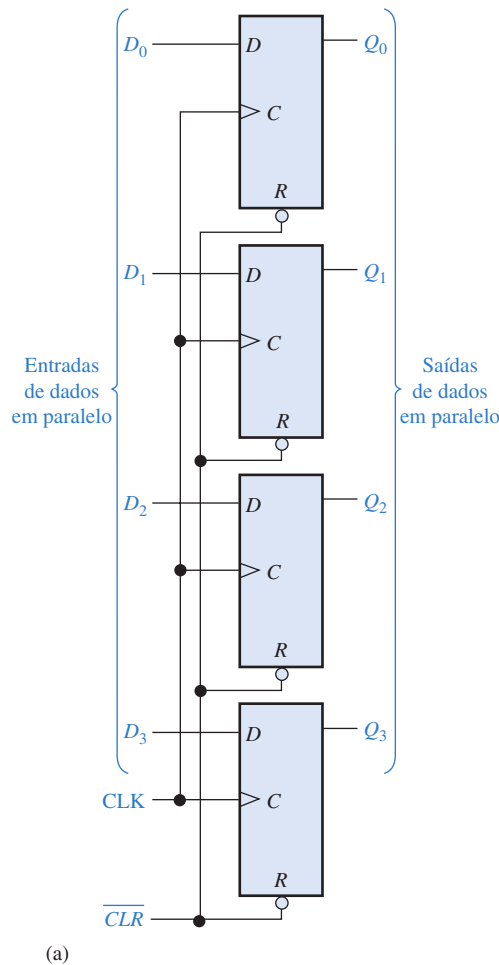 D₀ D Q₀
C
R
D₁ D Q₁
C
Entradas
de dados
em paralelo
Saídas
de dados
em paralelo
R
D₂ D Q₂
C
R
D₃ D Q₃
CLK C
R
C̅L̅R̅
(a)